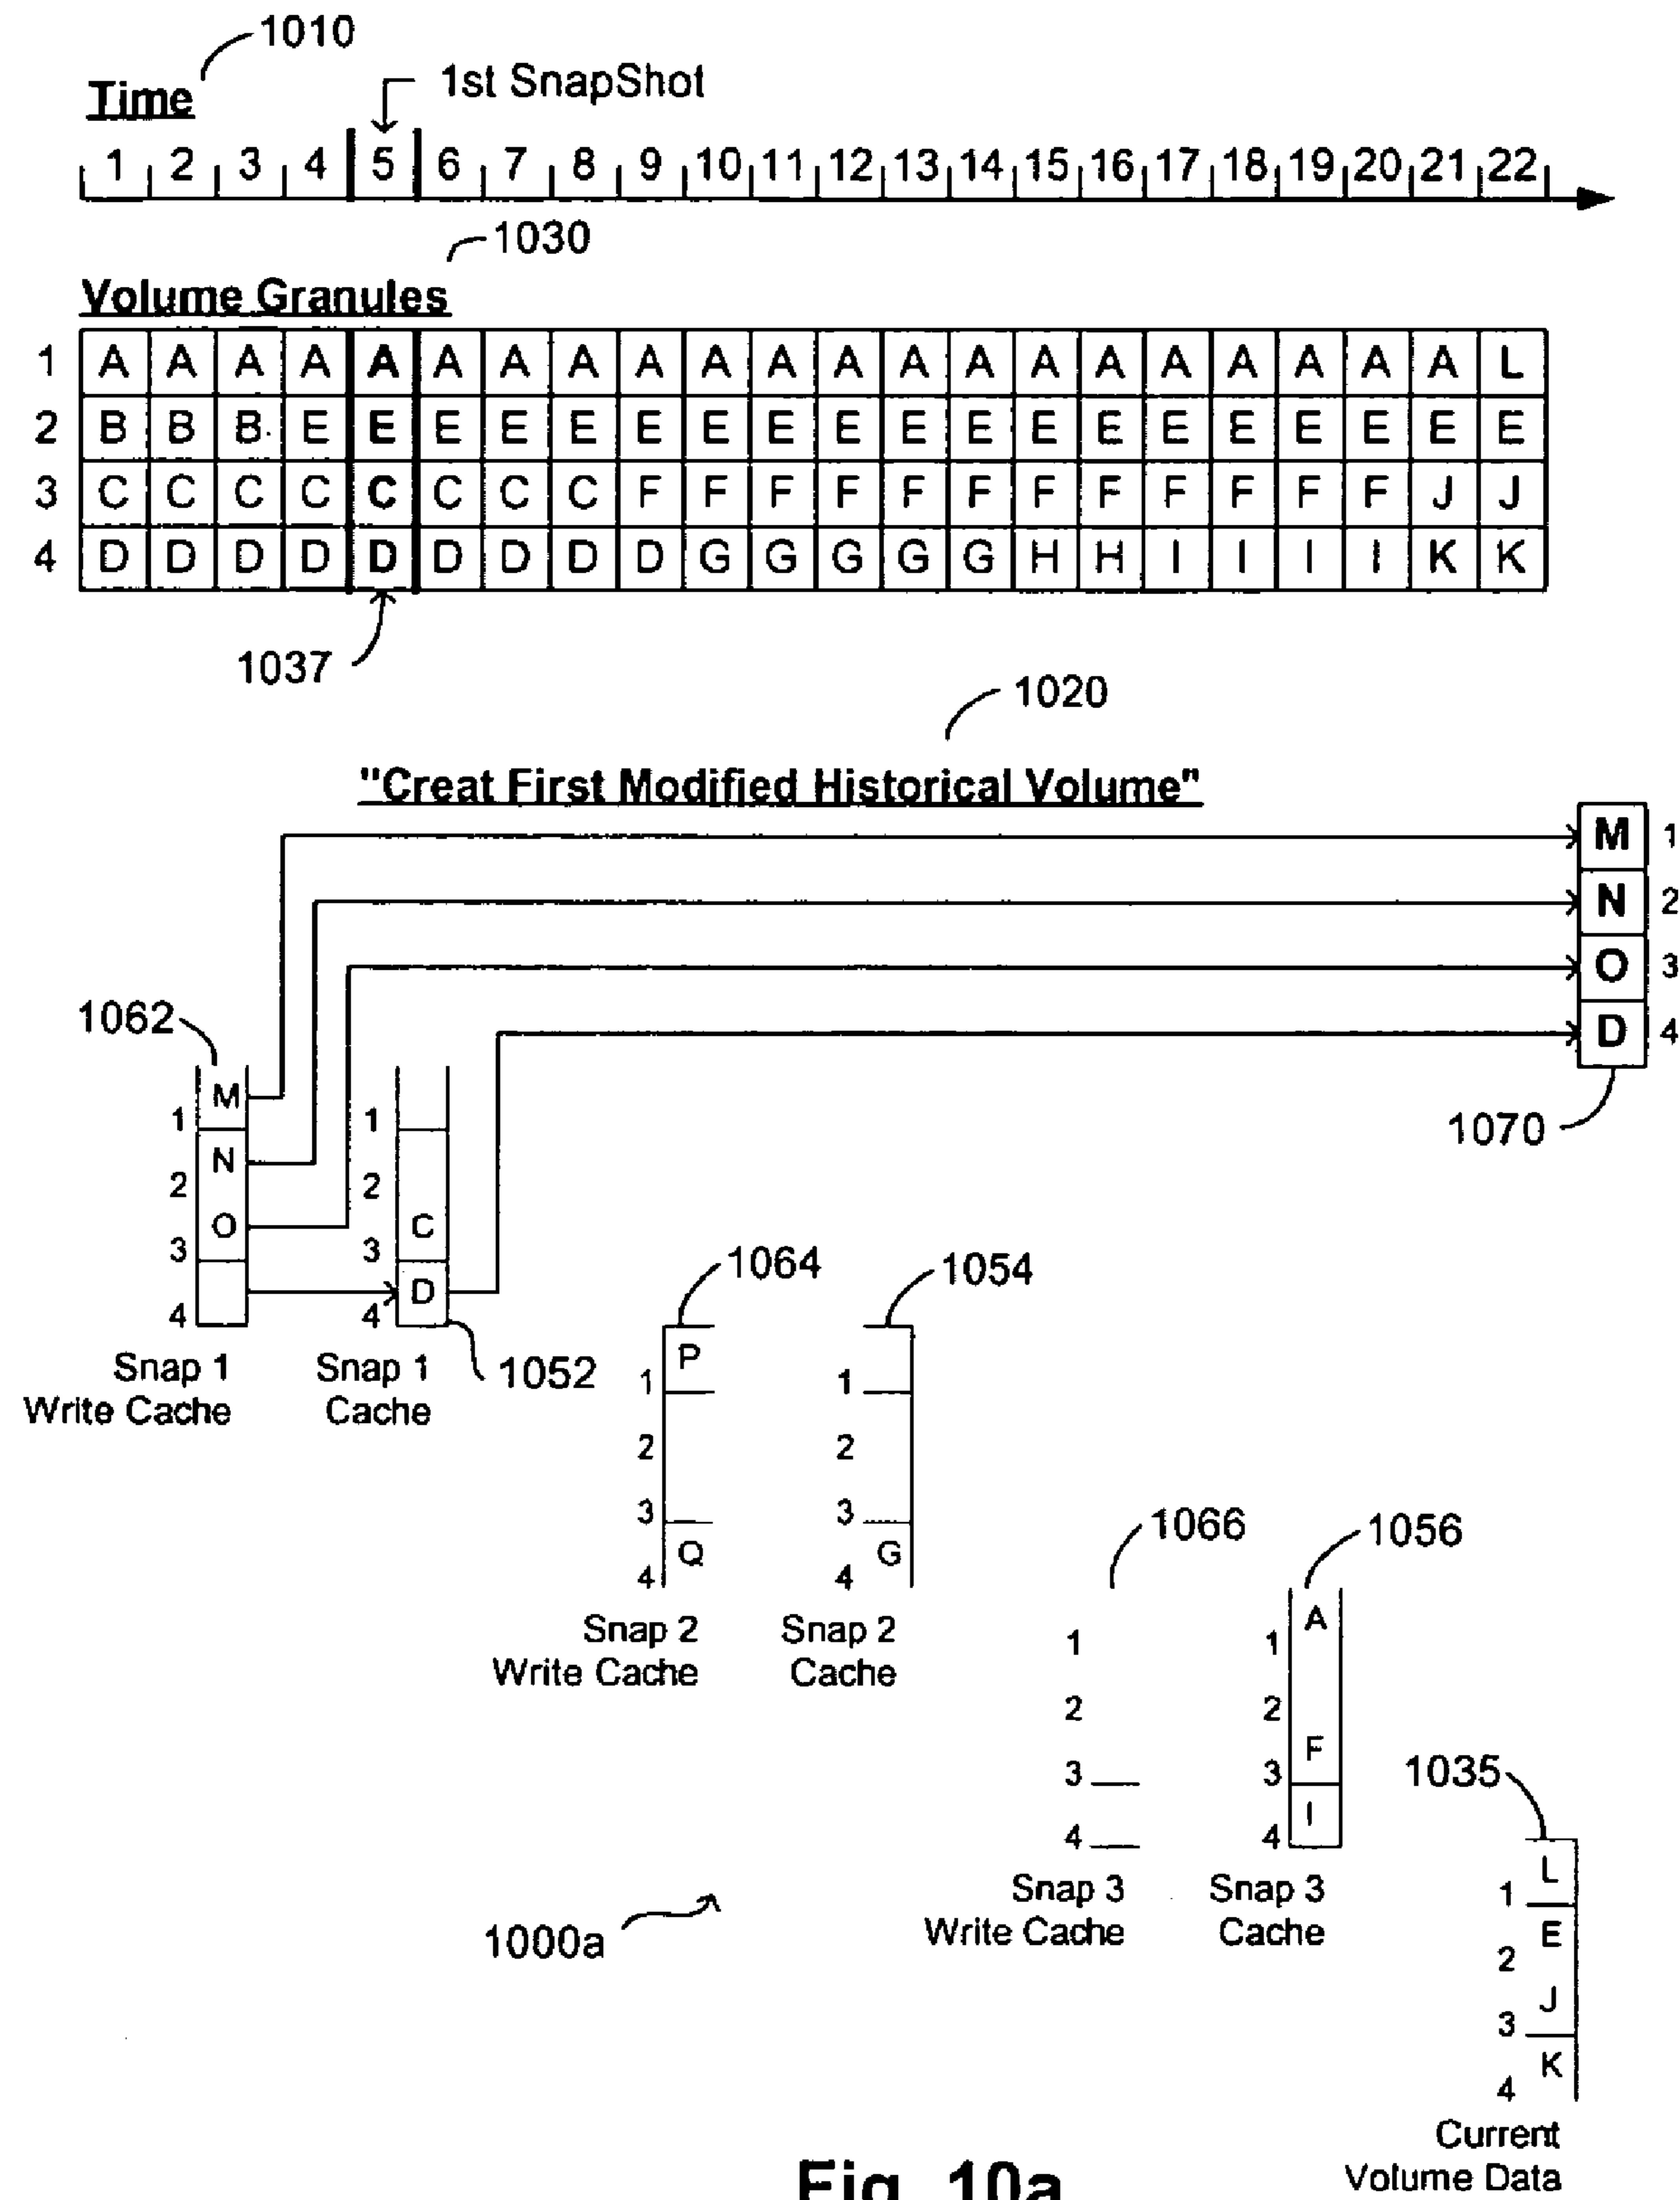 1010
Time
1st SnapShot
1 2 3 4 5 6 7 8 9 10 11 12 13 14 15 16 17 18 19 20 21 22
1030
Volume Granules
1 A A A A A A A A A A A A A A A A A A A A A L
2 B B B E E E E E E E E E E E E E E E E E E E
3 C C C C C C C C F F F F F F F F F F F F J J
4 D D D D D D D D D G G G G G H H I I I I K K
1037
1020
"Creat First Modified Historical Volume"
M 1
N 2
O 3
D 4
1070
1062
1 M
2 N
3 O
4
Snap 1
Write Cache
1
2
3 C
4 D
1052
Snap 1
Cache
1064
1 P
2
3
4 Q
Snap 2
Write Cache
1054
1
2
3
4 G
Snap 2
Cache
1066
1
2
3
4
Snap 3
Write Cache
1056
1 A
2
3 F
4 I
Snap 3
Cache
1035
1 L
2 E
3 J
4 K
Current
Volume Data
1000a
Fig. 10a